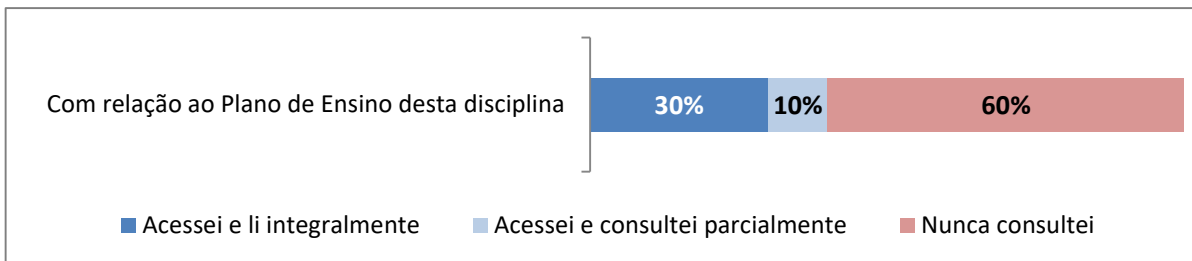 Com relação ao Plano de Ensino desta disciplina
30% 10% 60%
Acessei e li integralmente Acessei e consultei parcialmente Nunca consultei